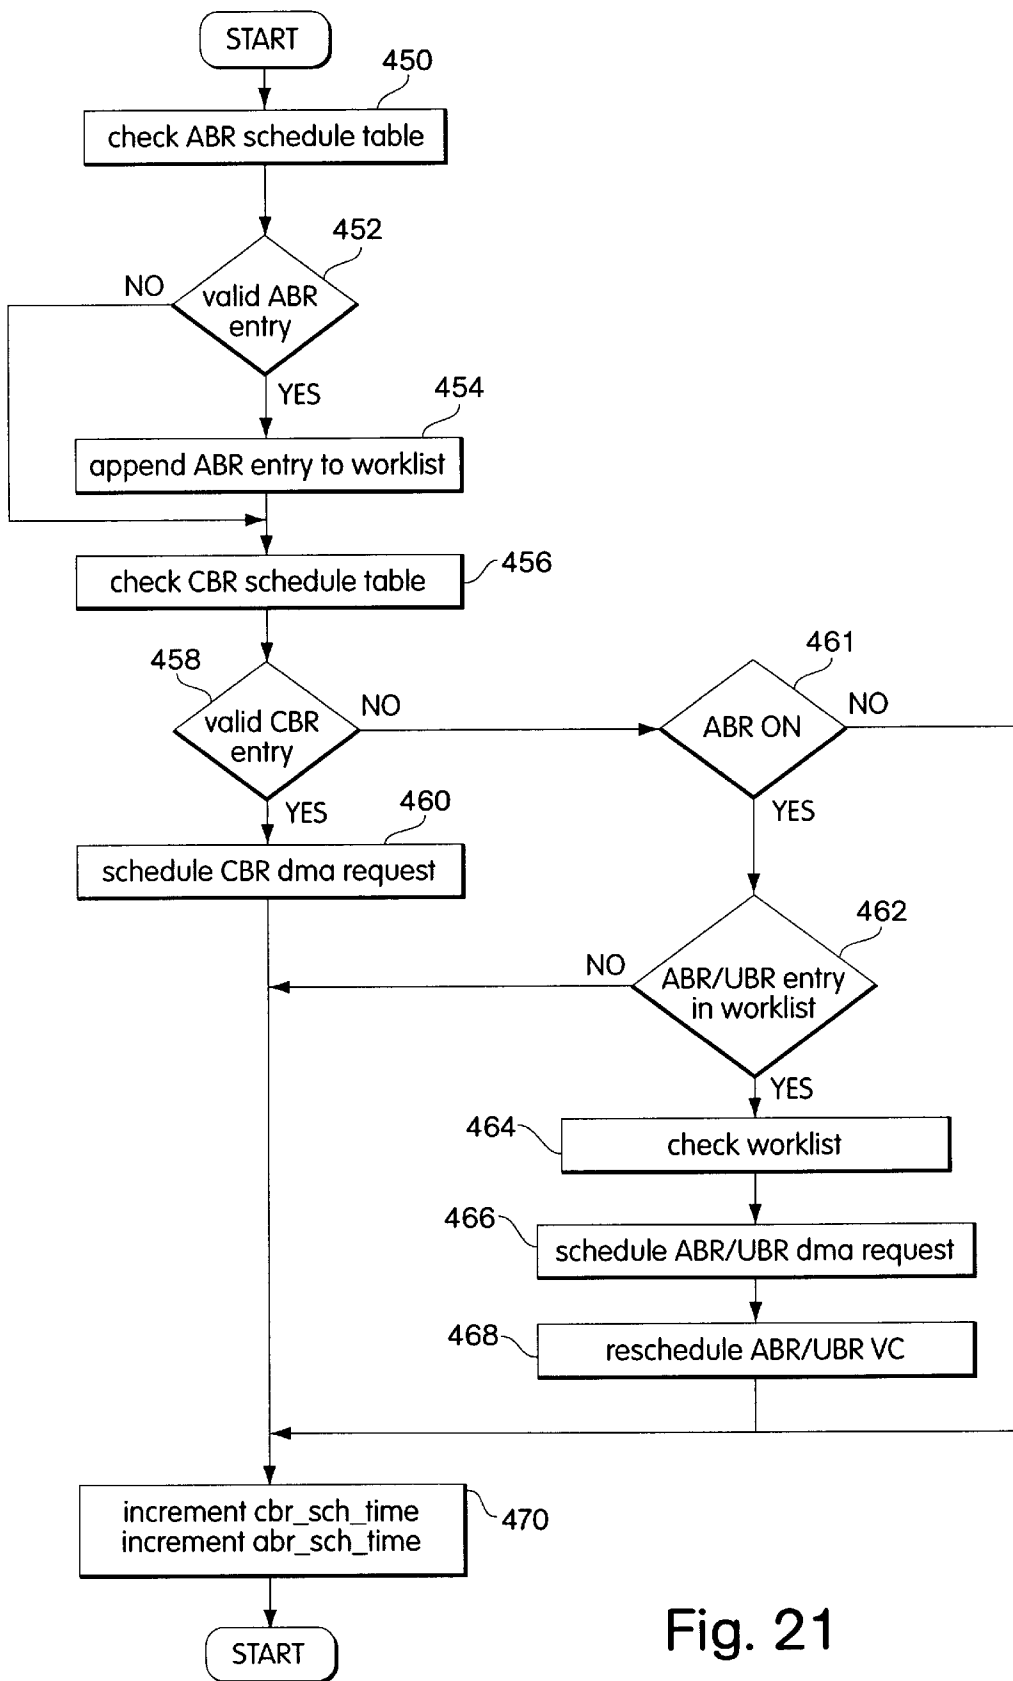 START
450
check ABR schedule table
452
NO
valid ABR
entry
YES
454
append ABR entry to worklist
check CBR schedule table
456
458
valid CBR
entry
NO
461
ABR ON
NO
YES
460
schedule CBR dma request
YES
462
NO
ABR/UBR entry
in worklist
YES
464
check worklist
466
schedule ABR/UBR dma request
468
reschedule ABR/UBR VC
increment cbr_sch_time
increment abr_sch_time
470
START
Fig. 21